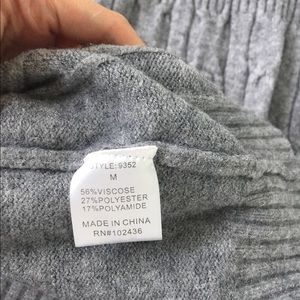 STYLE: 9352
M
56%VISCOSE
27%POLYESTER
17%POLYAMIDE
MADE IN CHINA
RN#102436